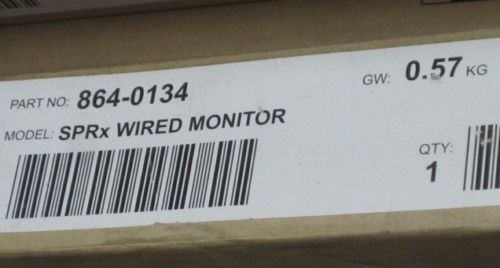 PART NO: 864-0134
GW: 0.57 KG
MODEL: SPRx WIRED MONITOR
QTY:
1